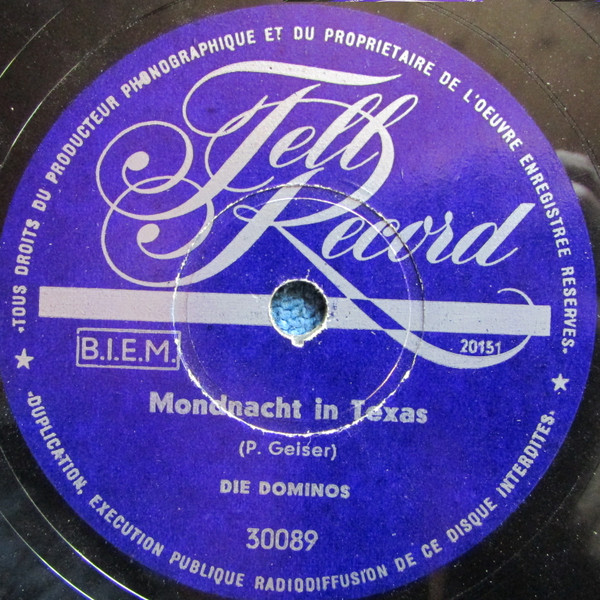 •TOUS DROITS DU PRODUCTEUR PHONOGRAPHIQUE ET DU PROPRIETAIRE DE L'OEUVRE ENREGISTREE RESERVES•
Tell
Record
20151
B.I.E.M.
Mondnacht in Texas
(P. Geiser)
DIE DOMINOS
30089
•DUPLICATION, EXECUTION PUBLIQUE RADIODIFFUSION DE CE DISQUE INTERDITES•